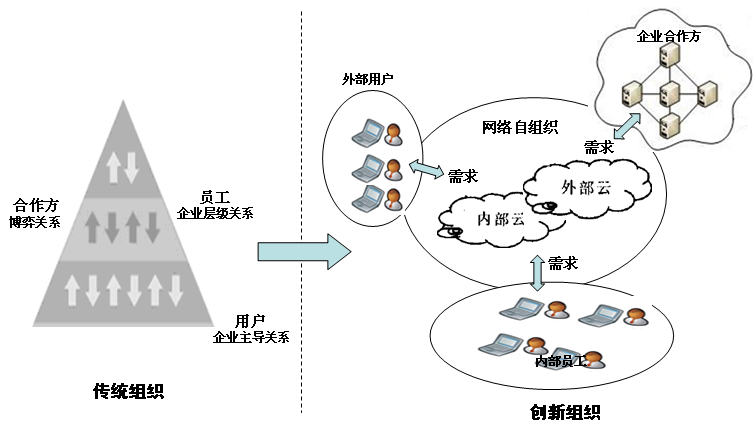 企业合作方
外部用户
网络自组织
需求
需求
外部云
内部云
合作方
博弈关系
员工
企业层级关系
需求
用户
企业主导关系
内部员工
传统组织
创新组织